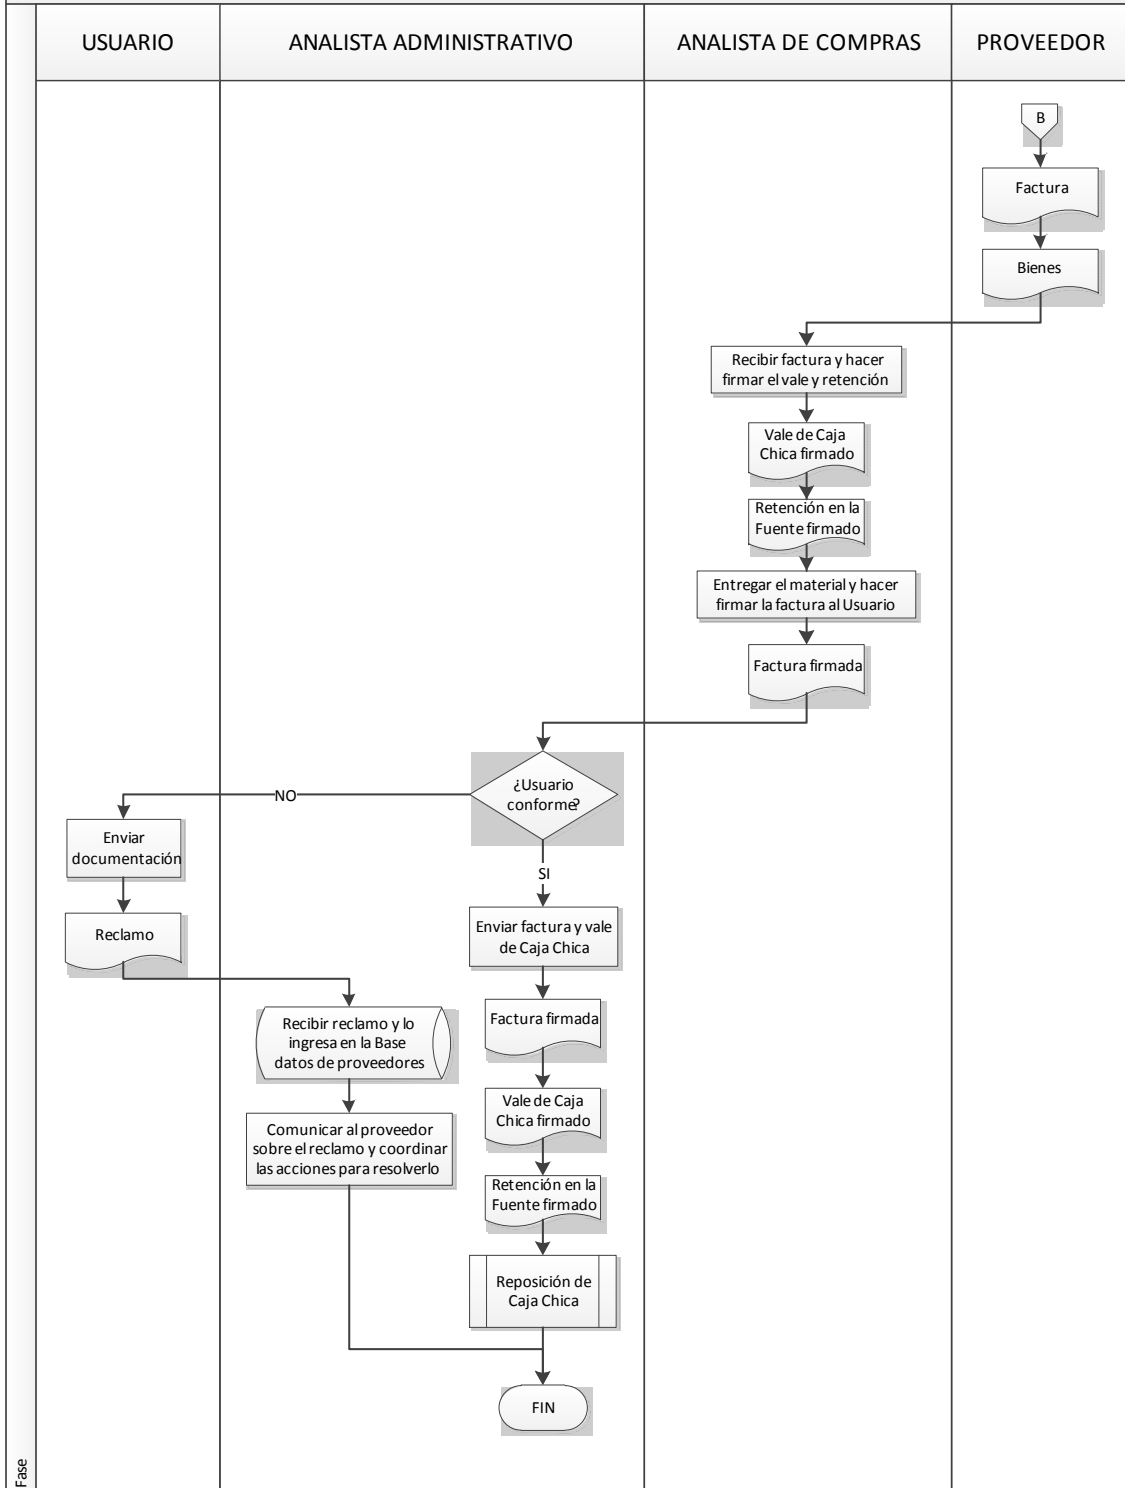 USUARIO
ANALISTA ADMINISTRATIVO
ANALISTA DE COMPRAS
PROVEEDOR
B
Factura
Bienes
Recibir factura y hacer
firmar el vale y retención
Vale de Caja
Chica firmado
Retención en la
Fuente firmado
Entregar el material y hacer
firmar la factura al Usuario
Factura firmada
¿Usuario
conforme?
NO
Enviar
documentación
Reclamo
SI
Enviar factura y vale
de Caja Chica
Factura firmada
Recibir reclamo y lo
ingresa en la Base
datos de proveedores
Vale de Caja
Chica firmado
Comunicar al proveedor
sobre el reclamo y coordinar
las acciones para resolverlo
Retención en la
Fuente firmado
Reposición de
Caja Chica
FIN
Fase